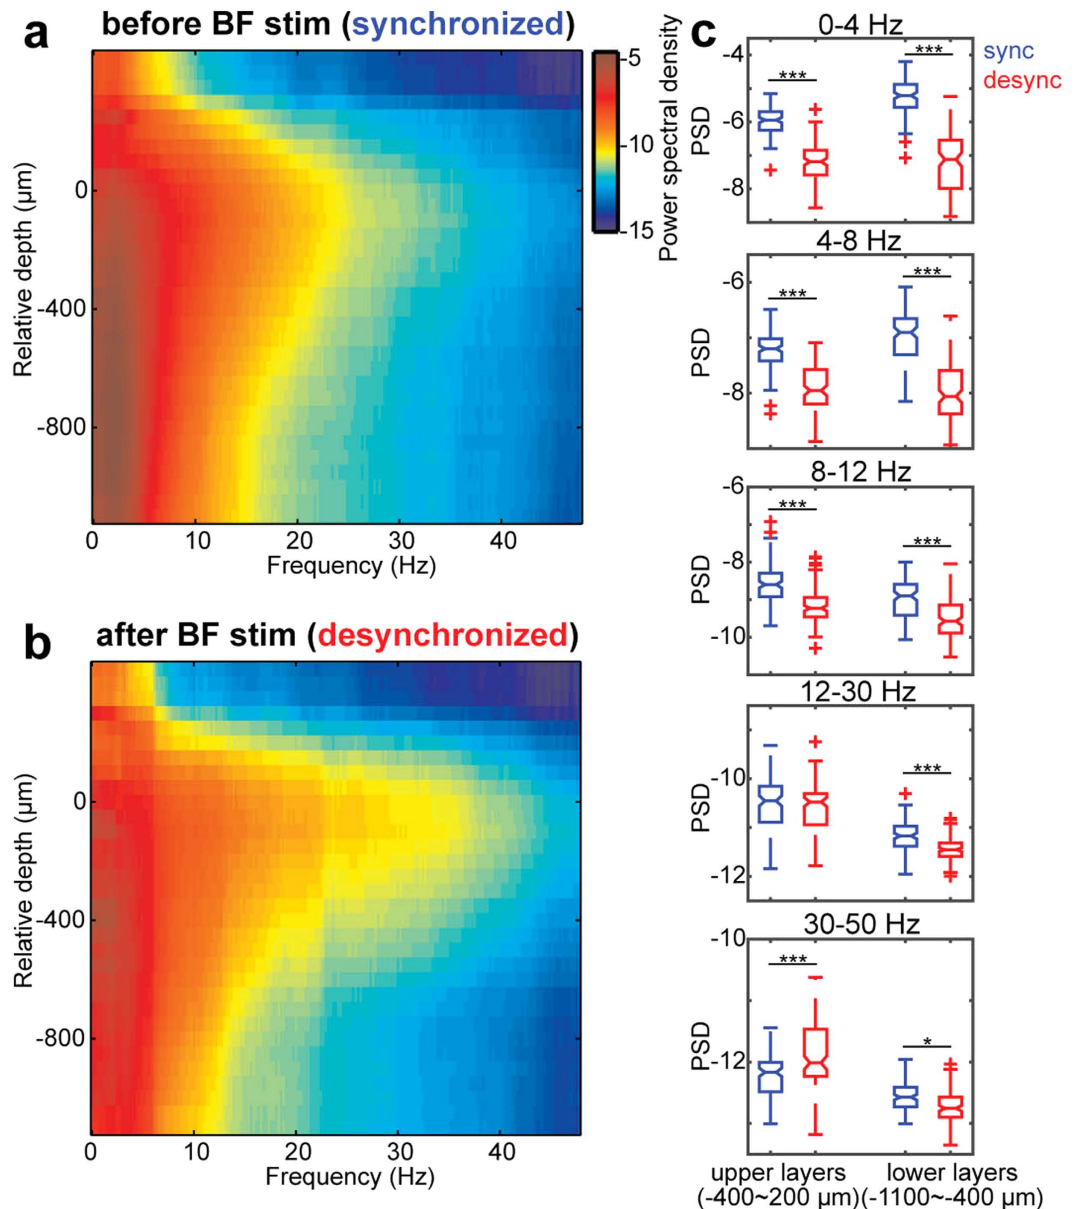 a
before BF stim (synchronized)
Relative depth (μm)
0
-400
-800
0
10
20
30
40
Frequency (Hz)
-5
-10
-15
Power spectral density
b
after BF stim (desynchronized)
Relative depth (μm)
0
-400
-800
0
10
20
30
40
Frequency (Hz)
c
sync
desync
0-4 Hz
PSD
-4
-6
-8
***
***
4-8 Hz
PSD
-6
-8
***
***
8-12 Hz
PSD
-6
-8
-10
***
***
12-30 Hz
PSD
-10
-12
***
30-50 Hz
PSD
-10
-12
***
*
upper layers
(-400~200 μm)
lower layers
(-1100~-400 μm)